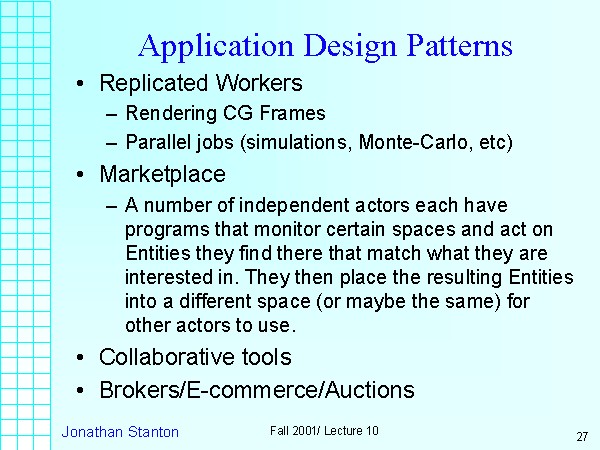 Application Design Patterns
• Replicated Workers
– Rendering CG Frames
– Parallel jobs (simulations, Monte-Carlo, etc)
• Marketplace
– A number of independent actors each have
programs that monitor certain spaces and act on
Entities they find there that match what they are
interested in. They then place the resulting Entities
into a different space (or maybe the same) for
other actors to use.
• Collaborative tools
• Brokers/E-commerce/Auctions
Jonathan Stanton
Fall 2001/ Lecture 10
27